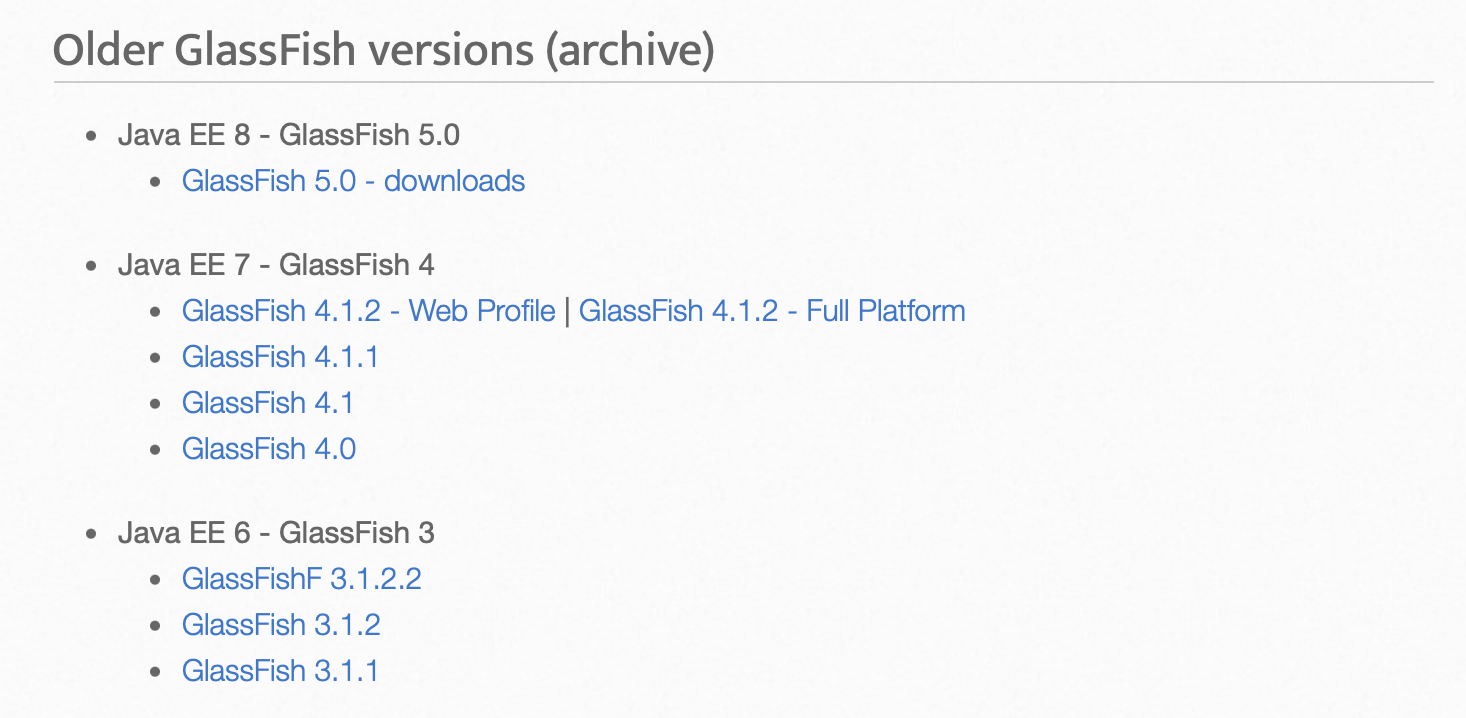 Older GlassFish versions (archive)
Java EE 8 - GlassFish 5.0
GlassFish 5.0 - downloads
Java EE 7 - GlassFish 4
GlassFish 4.1.2 - Web Profile | GlassFish 4.1.2 - Full Platform
GlassFish 4.1.1
GlassFish 4.1
GlassFish 4.0
Java EE 6 - GlassFish 3
GlassFishF 3.1.2.2
GlassFish 3.1.2
GlassFish 3.1.1